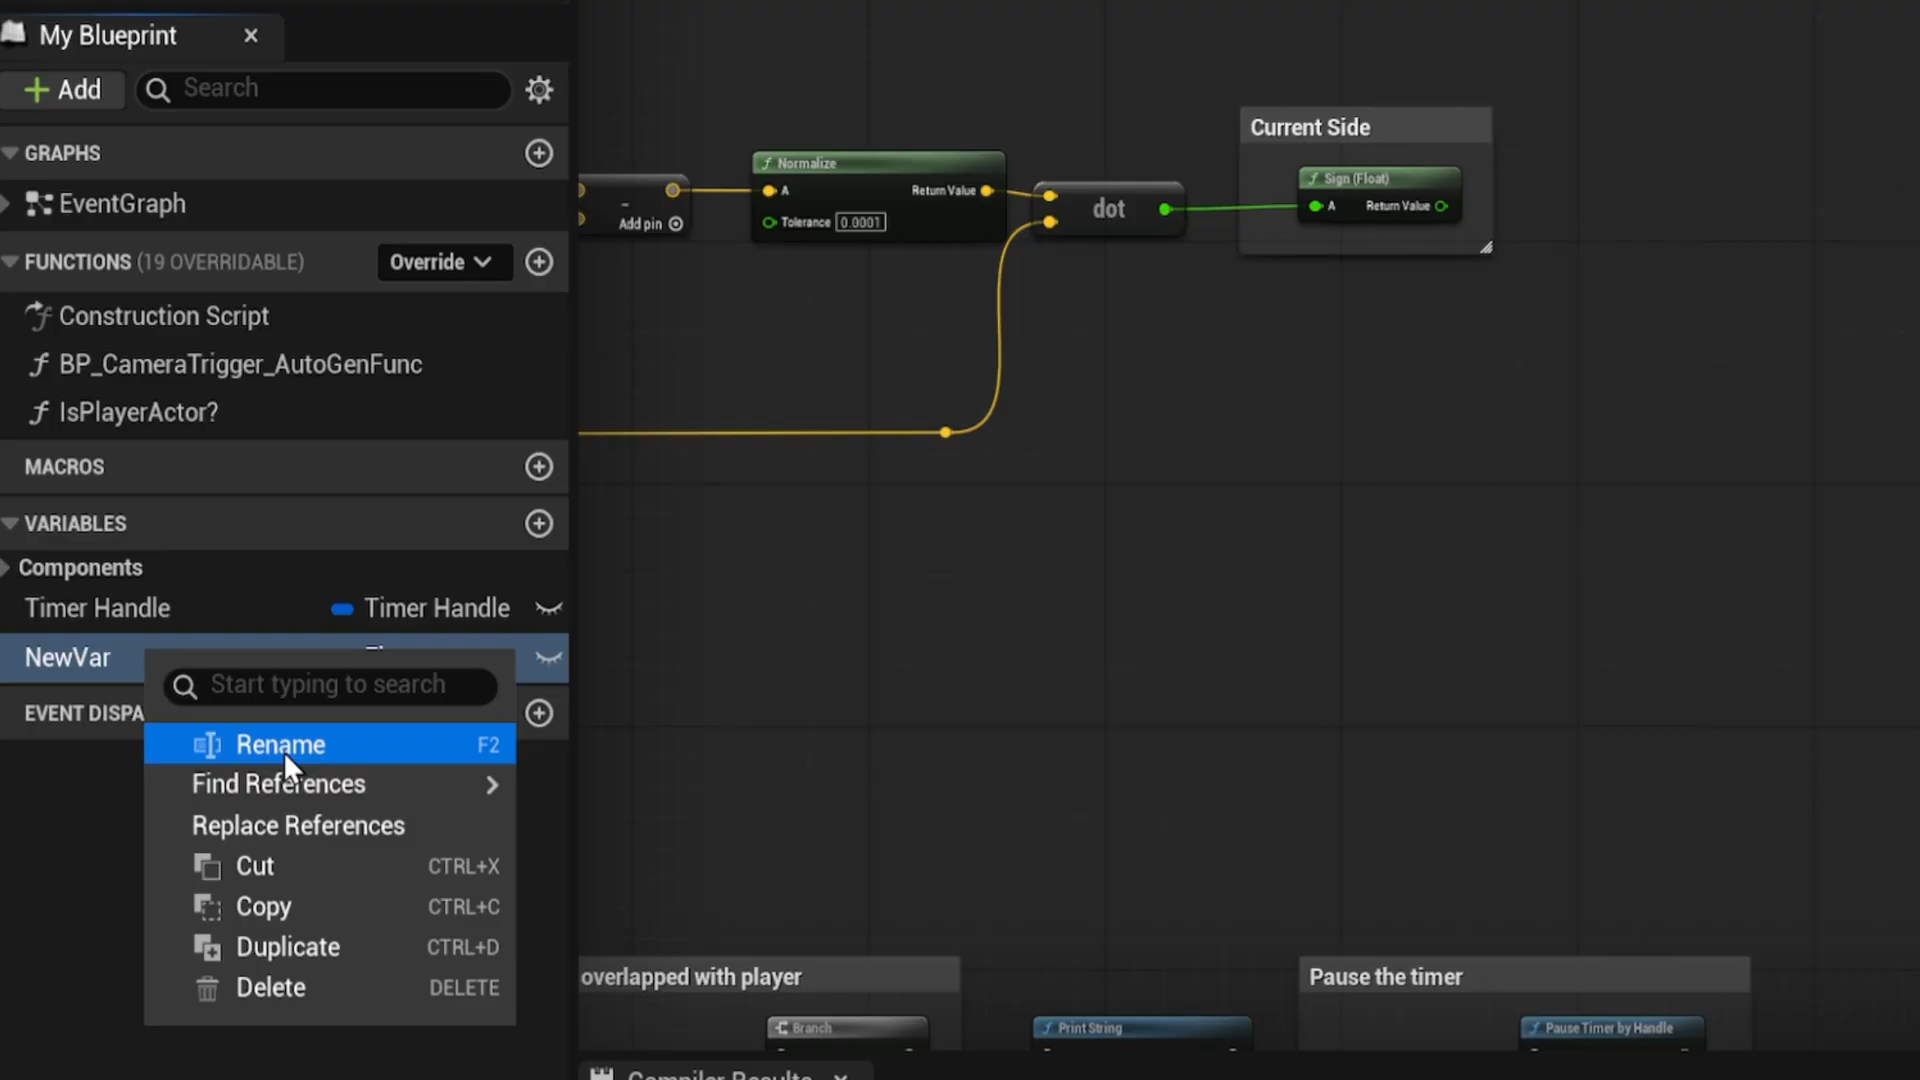 My Blueprint
Add
Search
GRAPHS
EventGraph
FUNCTIONS (19 OVERRIDABLE)
Override
Construction Script
BP_CameraTrigger_AutoGenFunc
IsPlayerActor?
MACROS
VARIABLES
Components
Timer Handle Timer Handle
NewVar
Start typing to search
EVENT DISPA
Rename F2
Find References
Replace References
Cut CTRL+X
Copy CTRL+C
Duplicate CTRL+D
Delete DELETE
Add pin
Normalize
A Return Value
Tolerance 0.0001
dot
Current Side
Sign (Float)
A Return Value
overlapped with player
Branch
Print String
Pause the timer
Pause Timer by Handle
Compiler Results